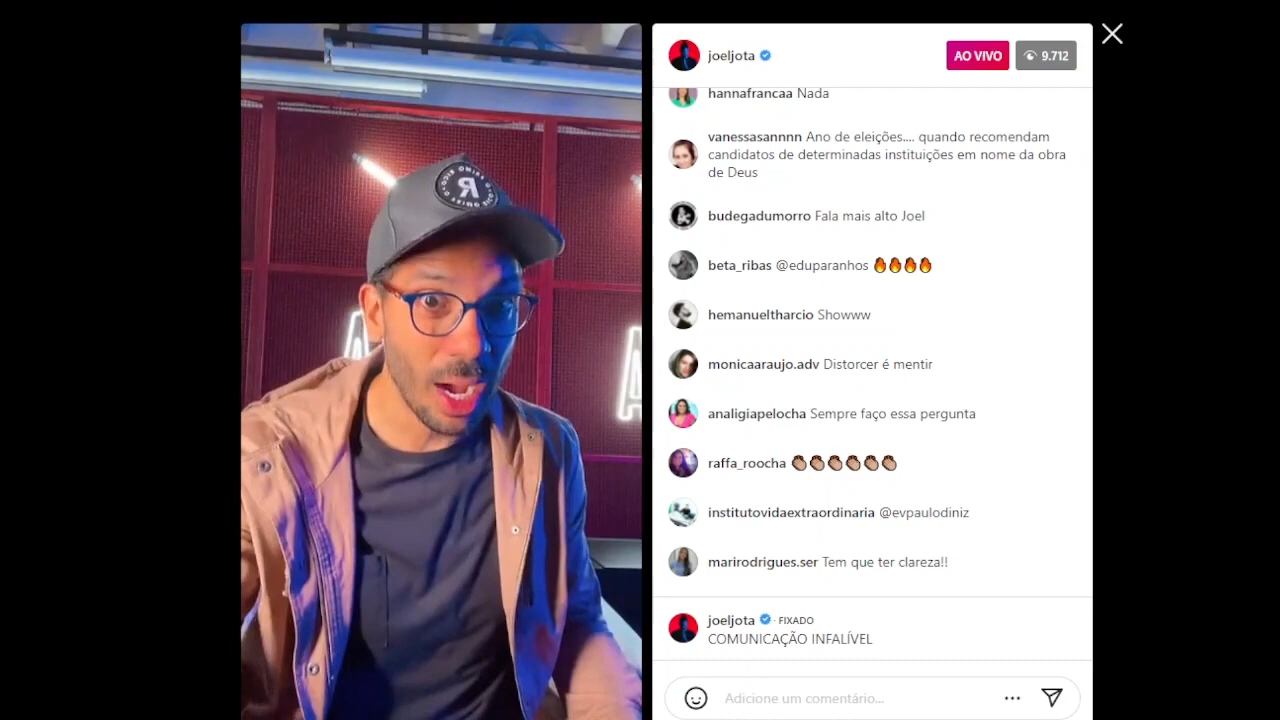 joeljota
AO VIVO
9.712
hannafrancaa Nada
vanessasannnn Ano de eleições.... quando recomendam
candidatos de determinadas instituições em nome da obra
de Deus
budegadumorro Fala mais alto Joel
beta_ribas @eduparanhos 🔥🔥🔥🔥
hemanueltharcio Showww
monicaaraujo.adv Distorcer é mentir
analigiapelocha Sempre faço essa pergunta
raffa_roocha 👏🏽👏🏽👏🏽👏🏽👏🏽👏🏽
institutovidaextraordinaria @evpaulodiniz
marirodrigues.ser Tem que ter clareza!!
joeljota · FIXADO
COMUNICAÇÃO INFALÍVEL
Adicione um comentário...